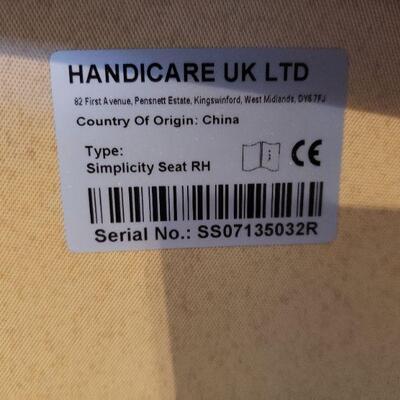 HANDICARE UK LTD
82 First Avenue, Pensnett Estate, Kingswinford, West Midlands, DY6 7FJ
Country Of Origin: China
Type:
Simplicity Seat RH
CE
Serial No.: SS07135032R